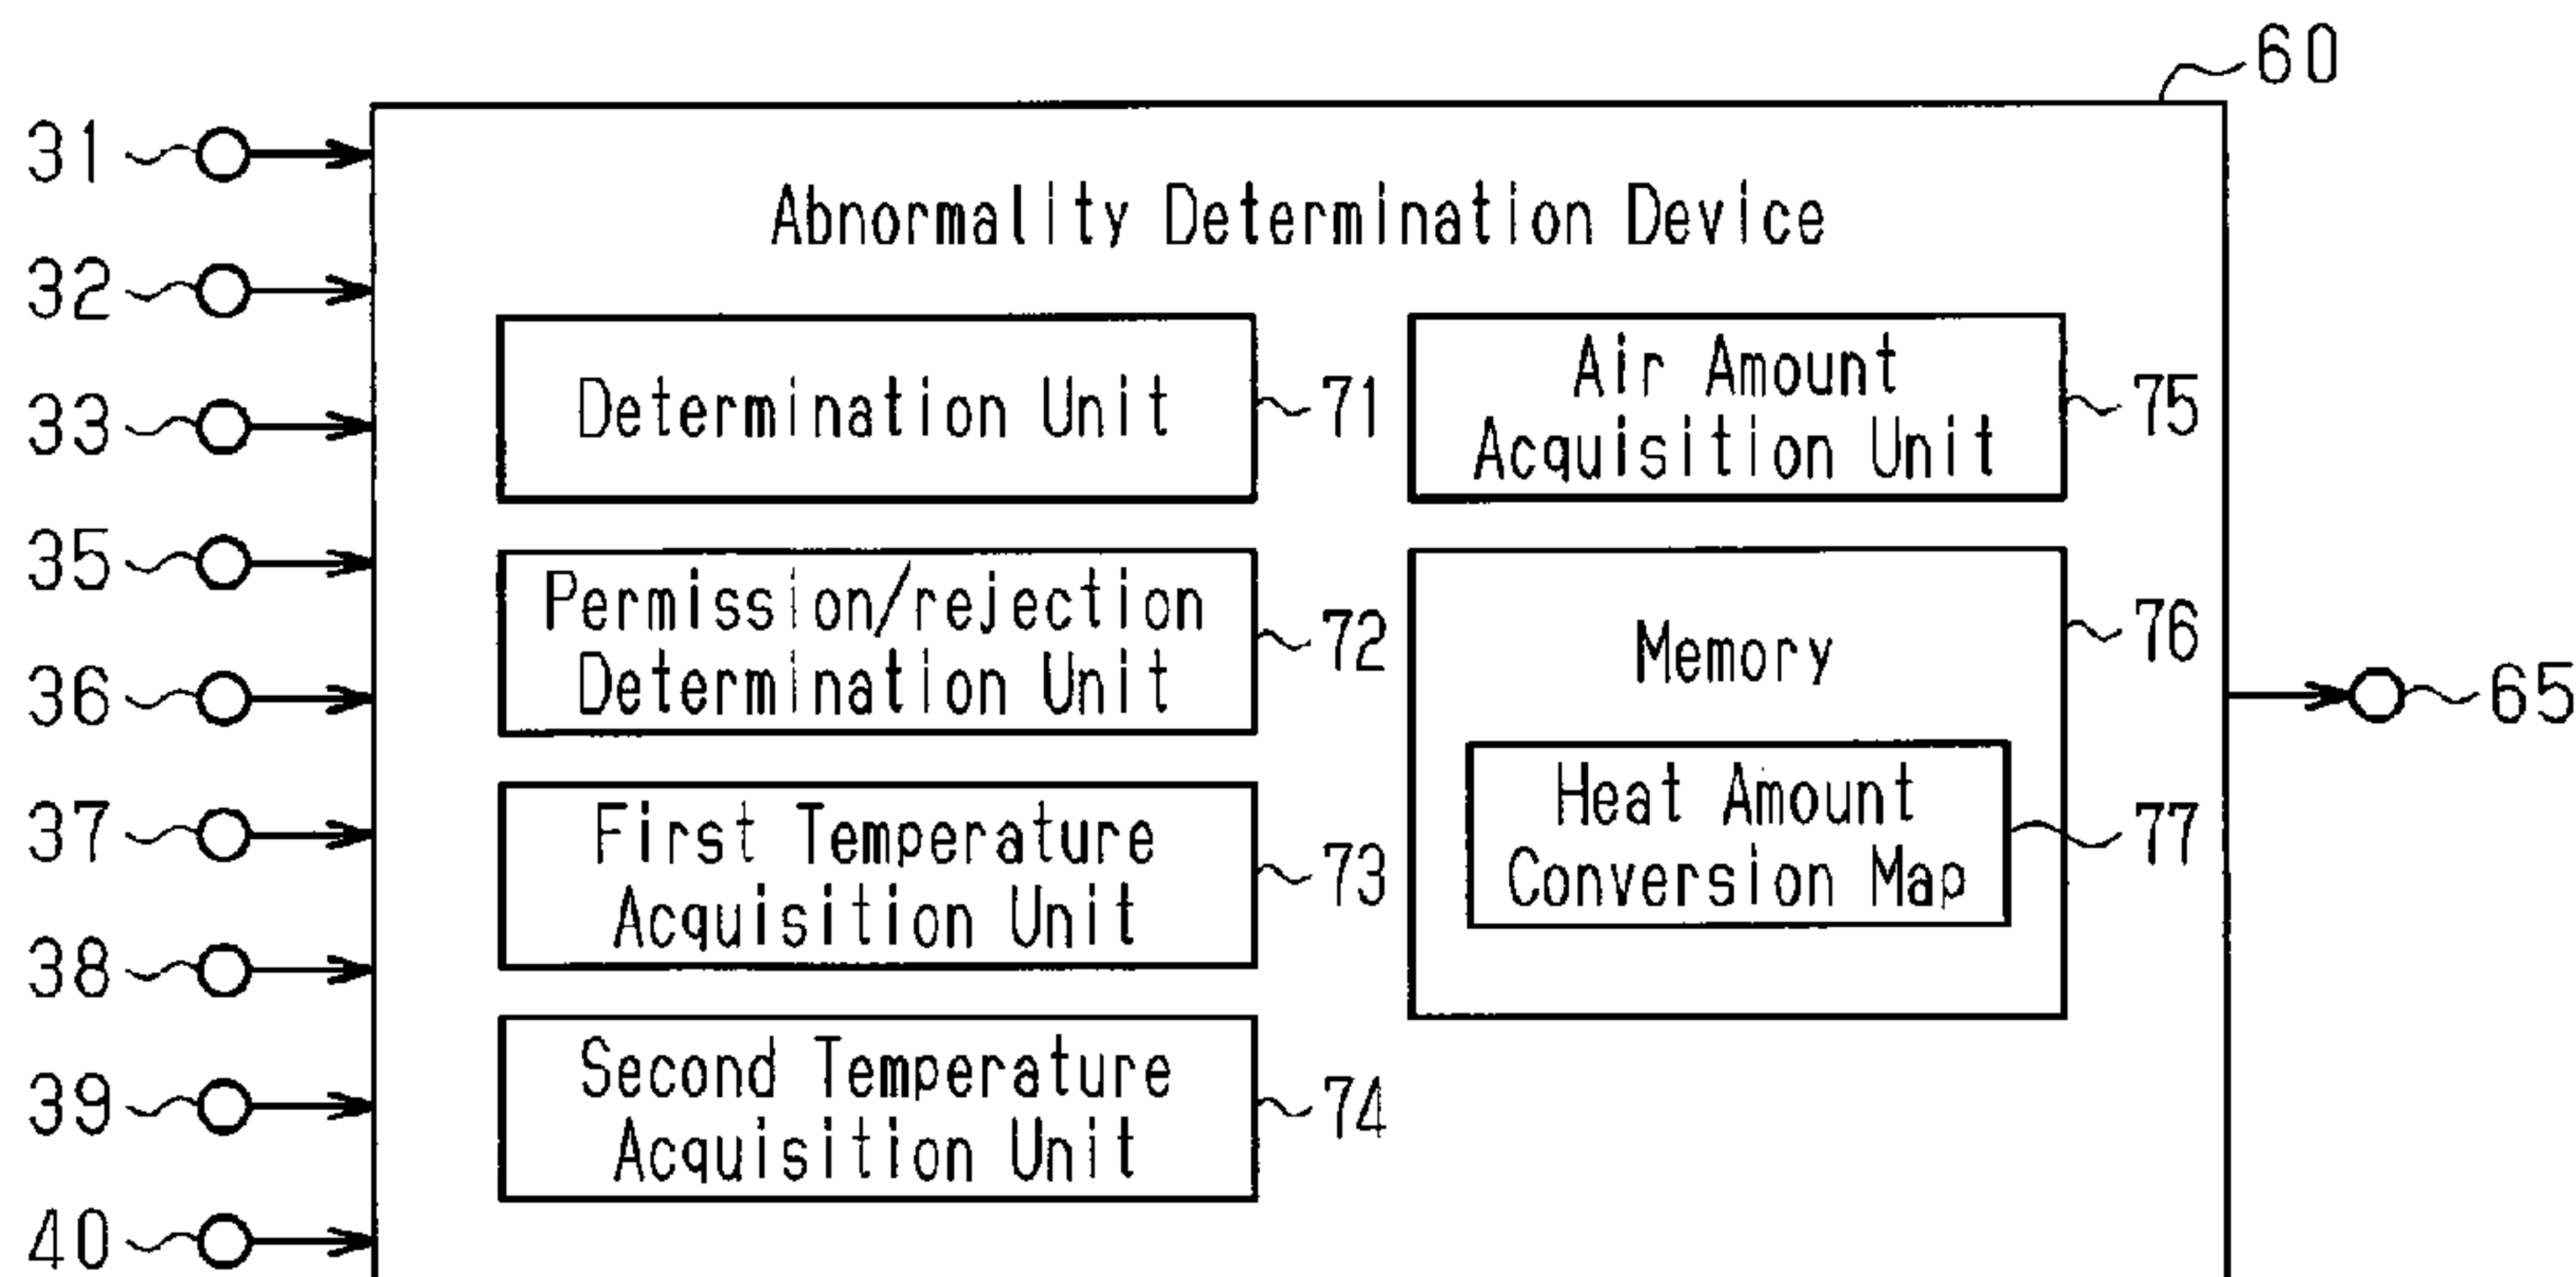 60
31
32
33
35
36
37
38
39
40
Abnormality Determination Device
Determination Unit
71
Permission/rejection
Determination Unit
72
First Temperature
Acquisition Unit
73
Second Temperature
Acquisition Unit
74
Air Amount
Acquisition Unit
75
Memory
76
Heat Amount
Conversion Map
77
65